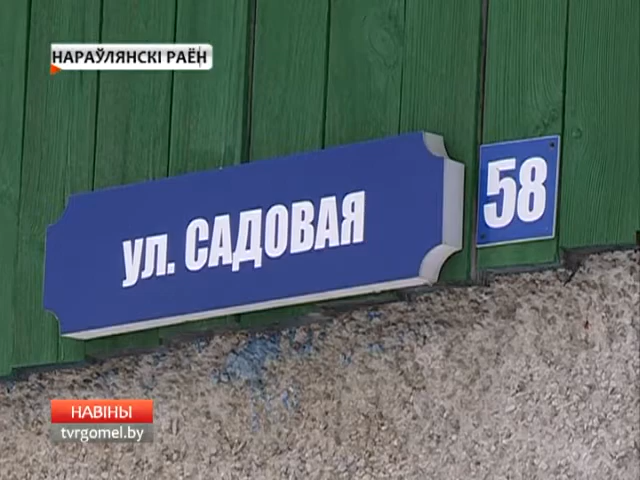 НАРАЎЛЯНСКІ РАЁН
ул. САДОВАЯ
58
НАВІНЫ
tvrgomel.by